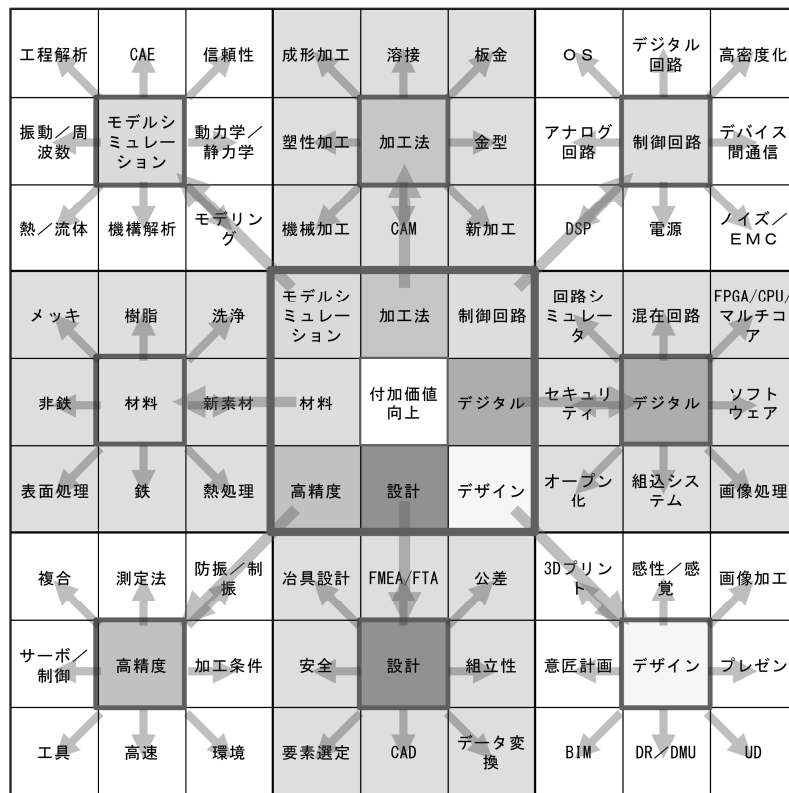 工程解析
CAE
信頼性
成形加工
溶接
板金
ＯＳ
デジタル
回路
高密度化
振動／周
波数
モデルシ
ミュレー
ション
動力学／
静力学
塑性加工
加工法
金型
アナログ
回路
制御回路
デバイス
間通信
熱／流体
機構解析
モデリン
グ
機械加工
CAM
新加工
DSP
電源
ノイズ／
ＥＭＣ
メッキ
樹脂
洗浄
モデルシ
ミュレー
ション
加工法
制御回路
回路シ
ミュレー
タ
混在回路
FPGA/CPU/
マルチコ
ア
非鉄
材料
新素材
材料
付加価値
向上
デジタル
セキュリ
ティ
デジタル
ソフト
ウェア
表面処理
鉄
熱処理
高精度
設計
デザイン
オープン
化
組込シス
テム
画像処理
複合
測定法
防振／制
振
冶具設計
FMEA/FTA
公差
3Dプリン
ト
感性／感
覚
画像加工
サーボ／
制御
高精度
加工条件
安全
設計
組立性
意匠計画
デザイン
プレゼン
工具
高速
環境
要素選定
CAD
データ変
換
BIM
DR／DMU
UD